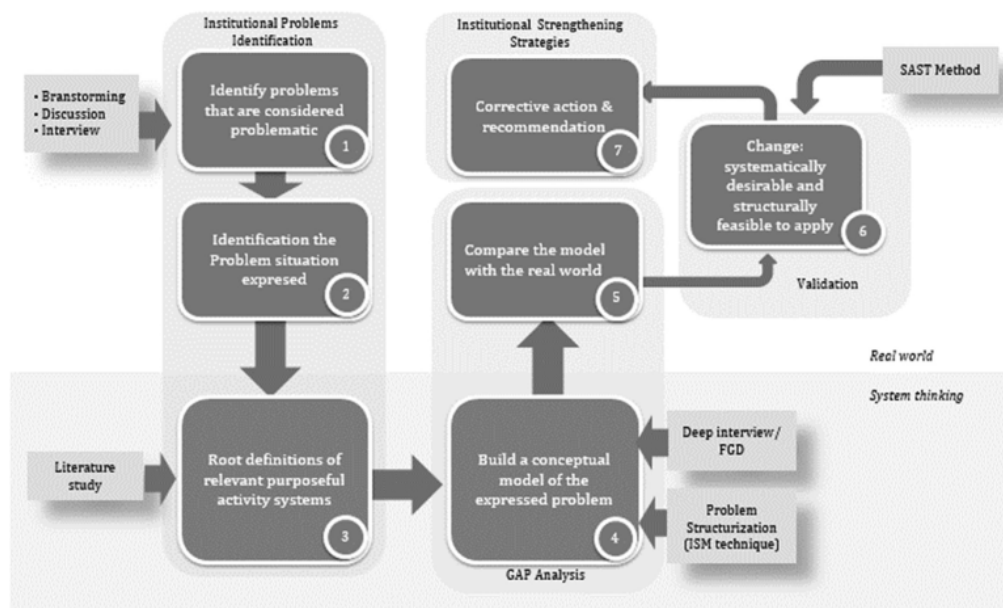 Institutional Problems
Identification
Institutional Strengthening
Strategies
▪ Branstorming
▪ Discussion
▪ Interview
Identify problems
that are considered
problematic
1
Corrective action &
recommendation
7
SAST Method
Change:
systematically
desirable and
structurally
feasible to apply
6
Validation
Identification the
Problem situation
expresed
2
Compare the model
with the real world
5
Real world
System thinking
Literature
study
Root definitions of
relevant purposeful
activity systems
3
Build a conceptual
model of the
expressed problem
4
Deep interview/
FGD
Problem
Structurization
(ISM technique)
GAP Analysis